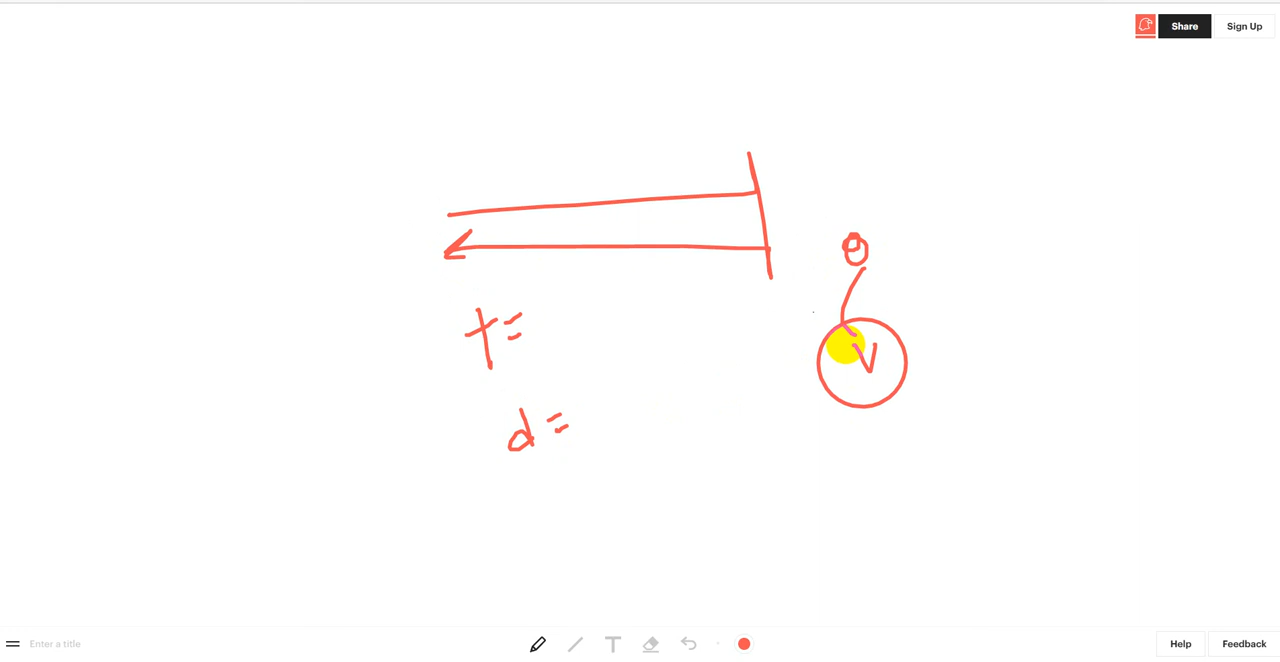 Share Sign Up
t=
d=
V
Enter a title
T
Help Feedback